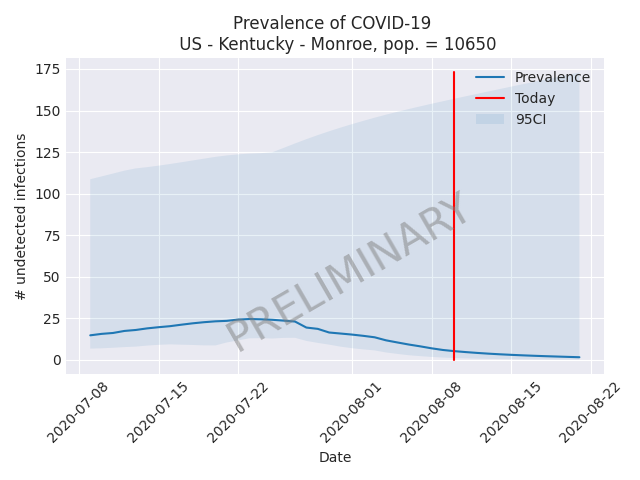 Prevalence of COVID-19
US - Kentucky - Monroe, pop. = 10650
175
150
125
100
75
50
25
0
# undetected infections
Prevalence
Today
95CI
PRELIMINARY
2020-07-08
2020-07-15
2020-07-22
2020-08-01
2020-08-08
2020-08-15
2020-08-22
Date